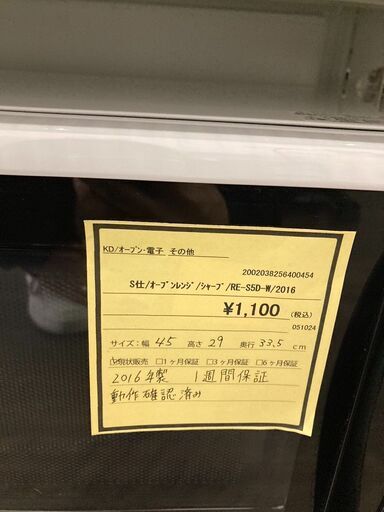 KD/オーブン・電子 その他
2002038256400454
S仕/オーブンレンジ/シャープ/RE-S5D-W/2016
¥1,100 (税込)
051024
サイズ:幅 45 高さ 29 奥行 33.5 cm
☑現状販売 □1ヶ月保証 □3ヶ月保証 □6ヶ月保証
2016年製 1週間保証
動作確認済み